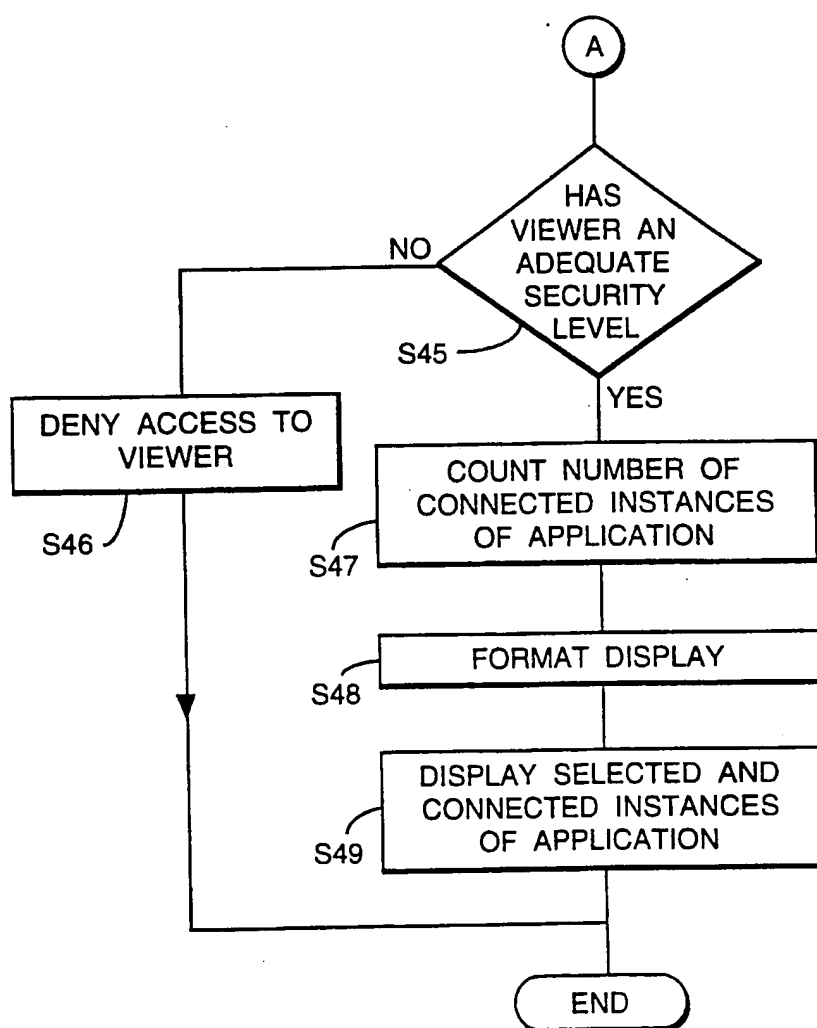 A
HAS
VIEWER AN
ADEQUATE
SECURITY
LEVEL
NO
S45
YES
DENY ACCESS TO
VIEWER
S46
COUNT NUMBER OF
CONNECTED INSTANCES
OF APPLICATION
S47
FORMAT DISPLAY
S48
DISPLAY SELECTED AND
CONNECTED INSTANCES
OF APPLICATION
S49
END